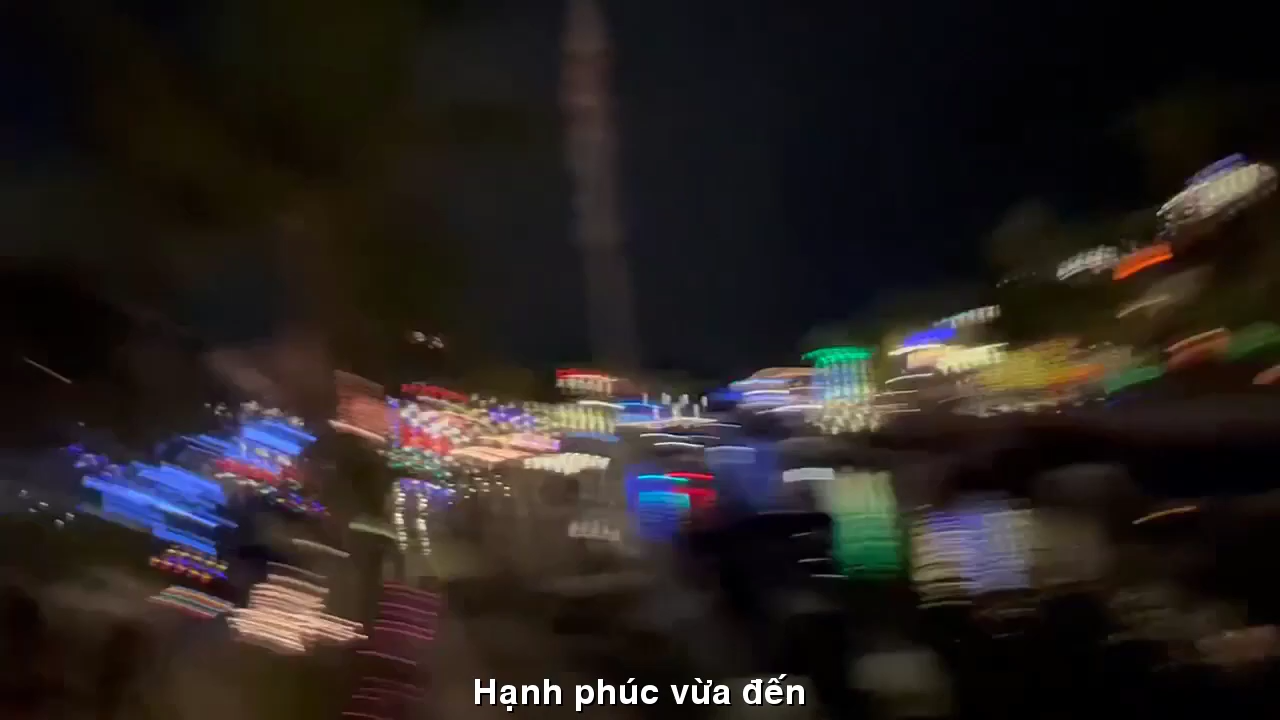 Hạnh phúc vừa đến